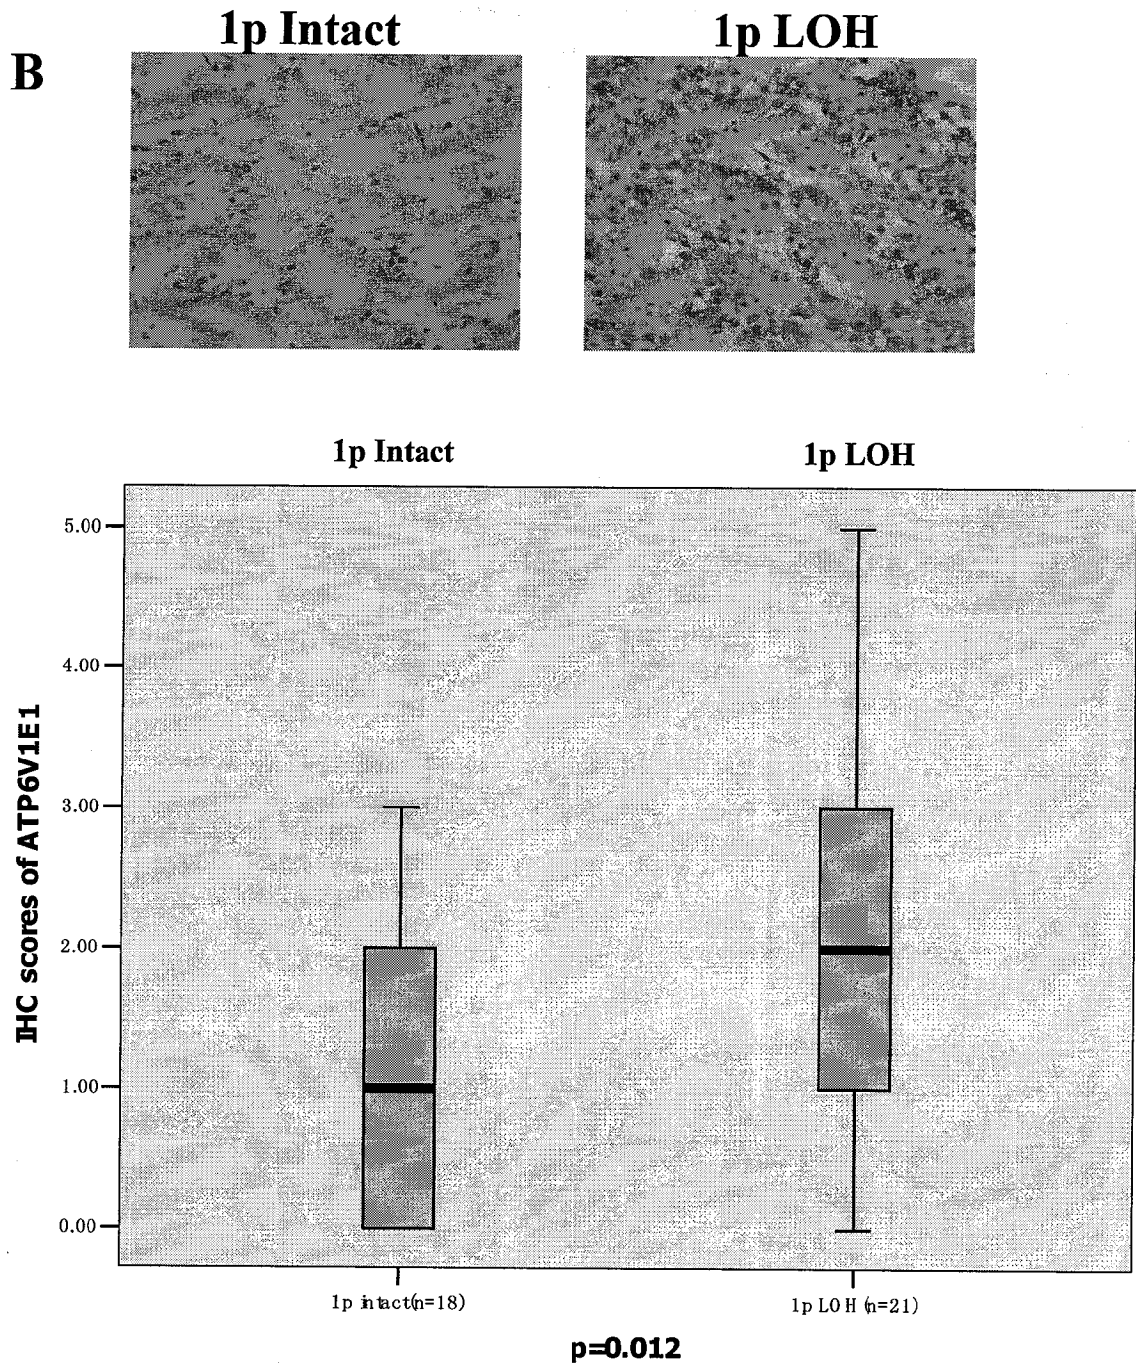 1p Intact 1p LOH
B
1p Intact 1p LOH
5.00
4.00
3.00
2.00
1.00
0.00
IHC scores of ATP6V1E1
1p intact(n=18) 1p LOH (n=21)
p=0.012